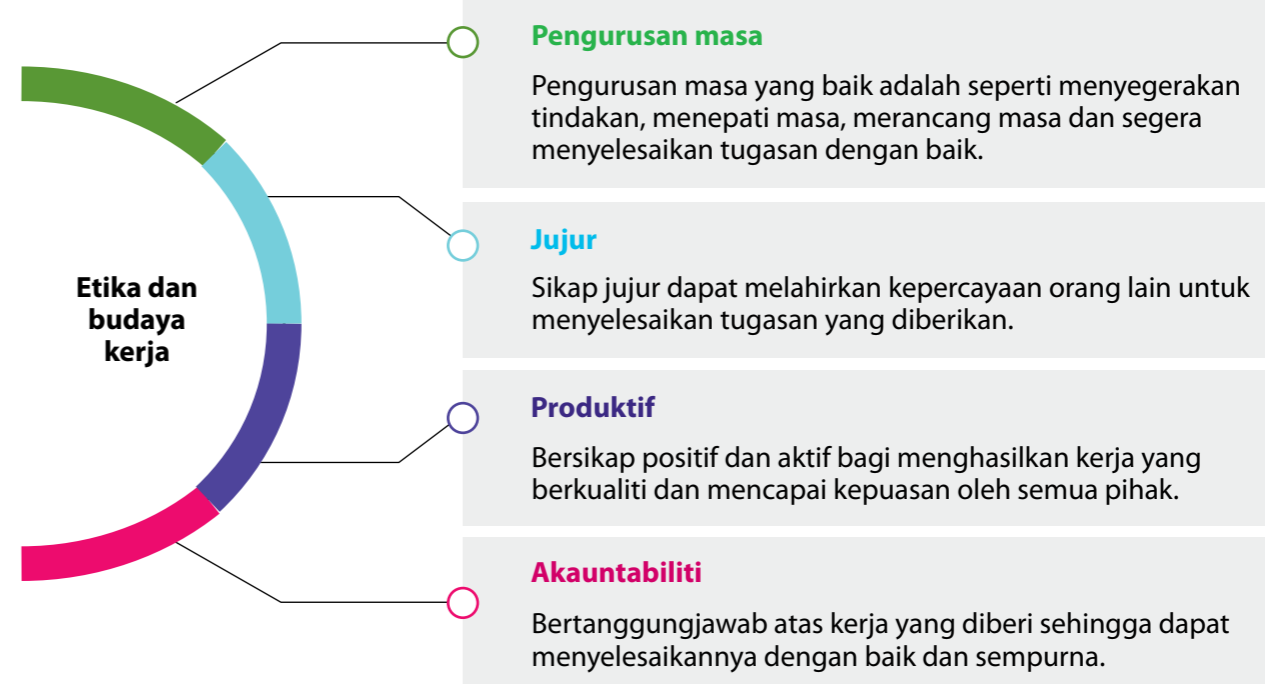 Etika dan
budaya
kerja
Pengurusan masa
Pengurusan masa yang baik adalah seperti menyegerakan
tindakan, menepati masa, merancang masa dan segera
menyelesaikan tugasan dengan baik.
Jujur
Sikap jujur dapat melahirkan kepercayaan orang lain untuk
menyelesaikan tugasan yang diberikan.
Produktif
Bersikap positif dan aktif bagi menghasilkan kerja yang
berkualiti dan mencapai kepuasan oleh semua pihak.
Akauntabiliti
Bertanggungjawab atas kerja yang diberi sehingga dapat
menyelesaikannya dengan baik dan sempurna.